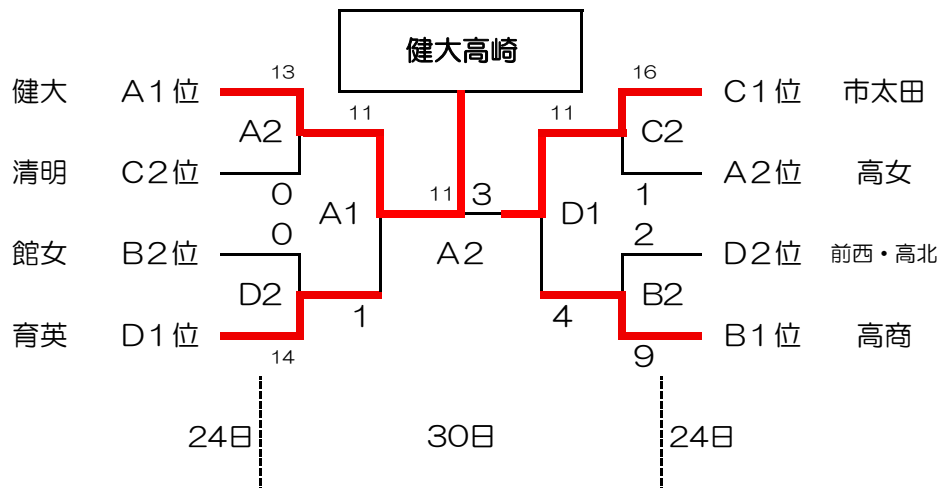 健大高崎
13 16
健大 A1位 C1位 市太田
11 11
A2 C2
清明 C2位 A2位 高女
0 1
11 3
A1 D1
0 2
館女 B2位 A2 D2位 前西・高北
D2 B2
1 4
育英 D1位 B1位 高商
14 9
24日 30日 24日